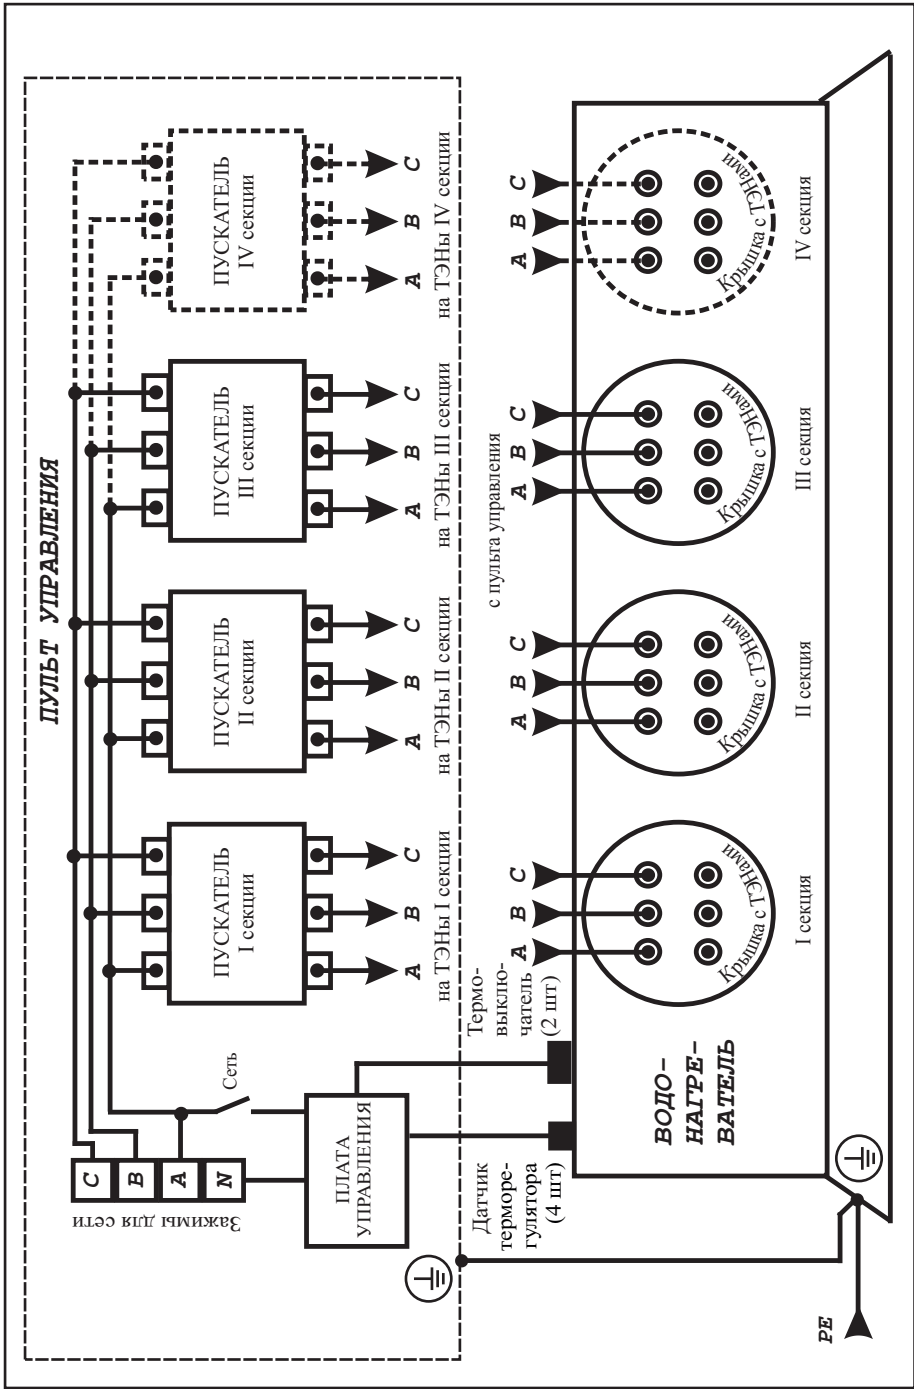 ПУЛЬТ УПРАВЛЕНИЯ
Зажимы для сети
C
B
A
N
Сеть
ПЛАТА
УПРАВЛЕНИЯ
ПУСКАТЕЛЬ
I секции
A B C
на ТЭНы I секции
ПУСКАТЕЛЬ
II секции
A B C
на ТЭНы II секции
ПУСКАТЕЛЬ
III секции
A B C
на ТЭНы III секции
ПУСКАТЕЛЬ
IV секции
A B C
на ТЭНы IV секции
Датчик
терморе-
гулятора
(4 шт)
Термо-
выклю-
чатель
(2 шт)
с пульта управления
A B C
A B C
A B C
A B C
ВОДО-
НАГРЕ-
ВАТЕЛЬ
Крышка с ТЭНами
I секция
Крышка с ТЭНами
II секция
Крышка с ТЭНами
III секция
Крышка с ТЭНами
IV секция
PE